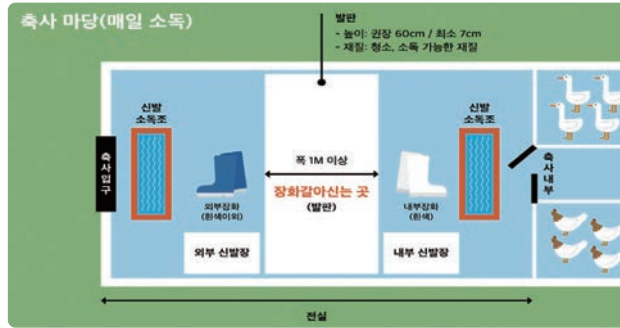 축사 마당(매일 소독)
발판
- 높이: 권장 60cm / 최소 7cm
- 재질: 청소, 소독 가능한 재질
신발
소독조
신발
소독조
축사입구
폭 1M 이상
축사내부
장화갈아신는 곳
(발판)
외부장화
(흰색이외)
내부장화
(흰색)
외부 신발장
내부 신발장
전실